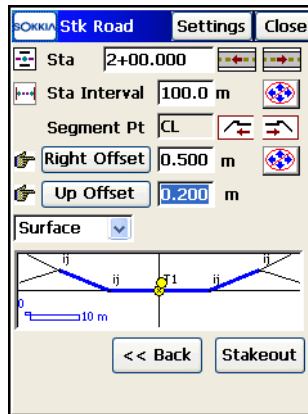 SOKKIA Stk Road Settings Close
Sta 2+00.000
Sta Interval 100.0 m
Segment Pt CL
Right Offset 0.500 m
Up Offset 0.200 m
Surface
ij ij T1 ij ij
0
10 m
<< Back Stakeout